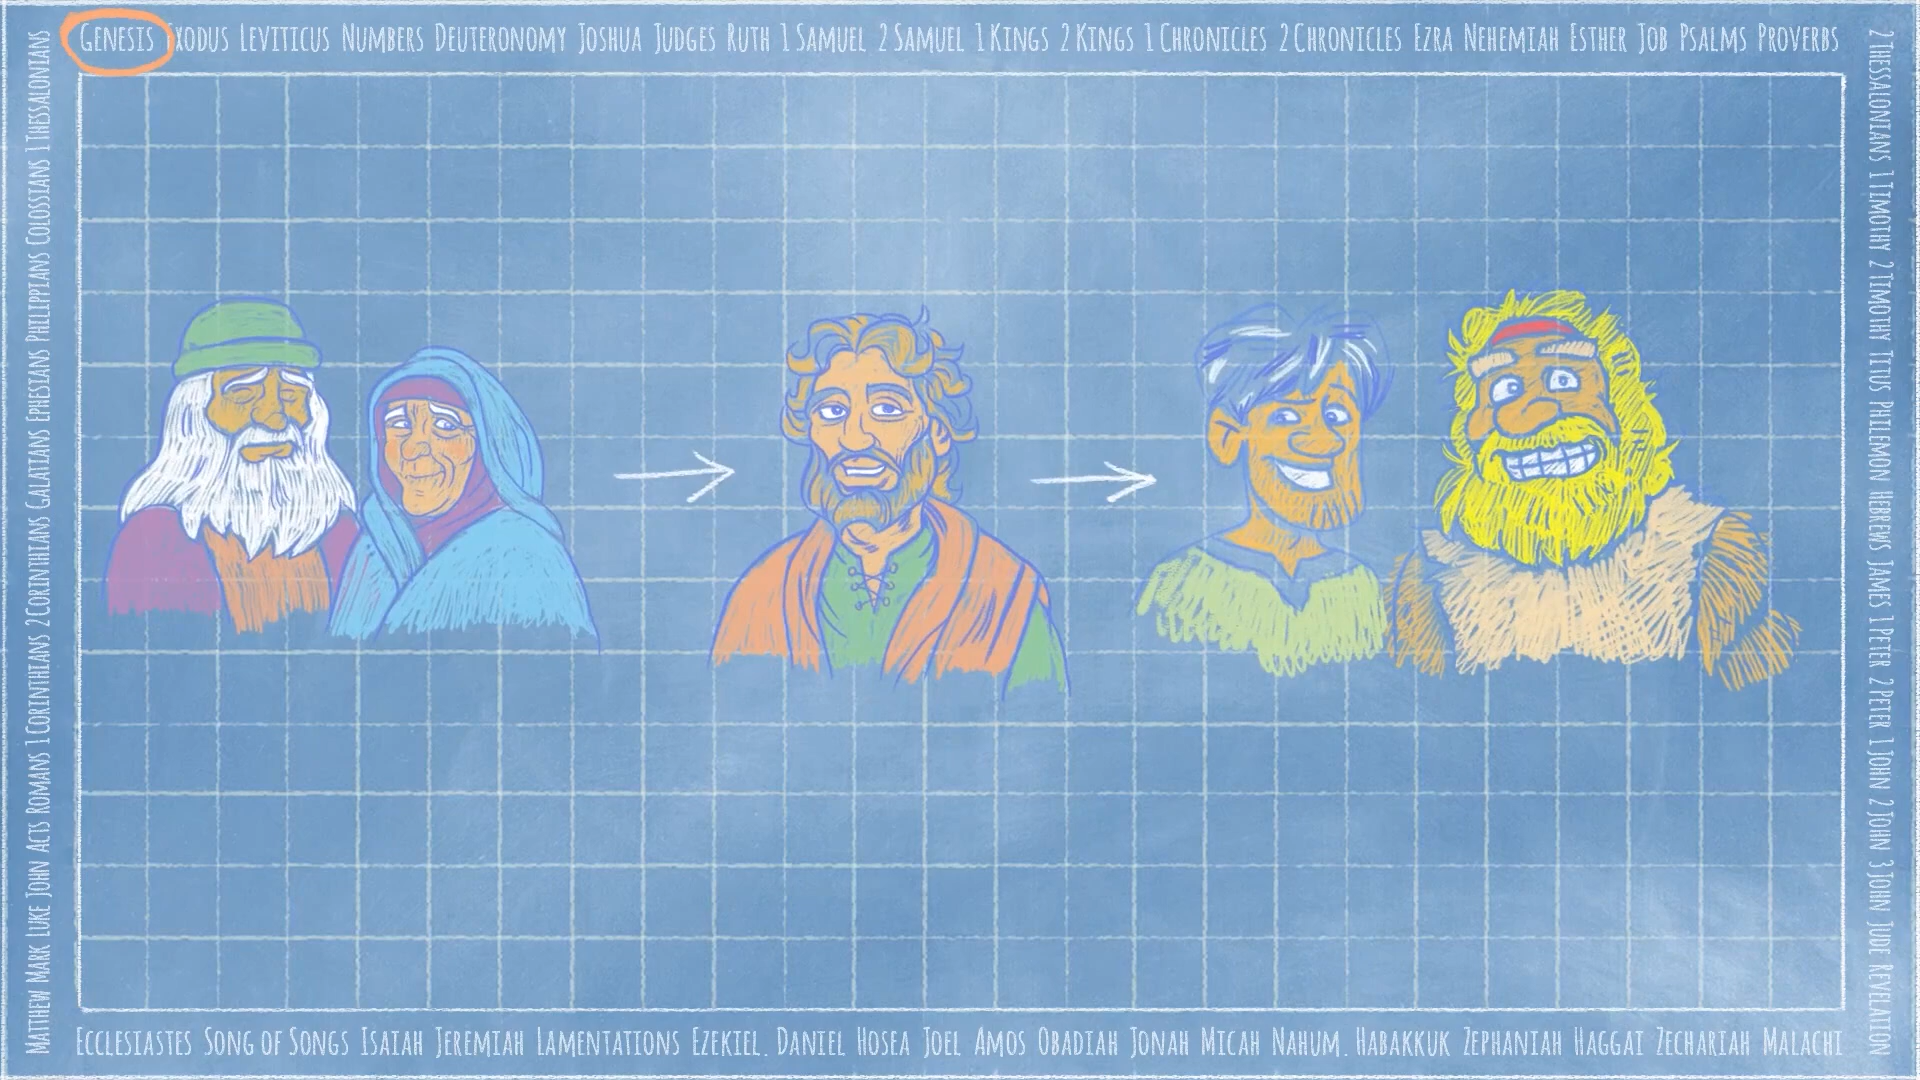 Genesis Exodus Leviticus Numbers Deuteronomy Joshua Judges Ruth 1 Samuel 2 Samuel 1 Kings 2 Kings 1 Chronicles 2 Chronicles Ezra Nehemiah Esther Job Psalms Proverbs
Ecclesiastes Song of Songs Isaiah Jeremiah Lamentations Ezekiel. Daniel Hosea Joel Amos Obadiah Jonah Micah Nahum. Habakkuk Zephaniah Haggai Zechariah Malachi
Matthew Mark Luke John Acts Romans 1 Corinthians 2 Corinthians Galatians Ephesians Philippians Colossians 1 Thessalonians
2 Thessalonians 1 Timothy 2 Timothy Titus Philemon Hebrews James 1 Peter 2 Peter 1 John 2 John 3 John Jude Revelation